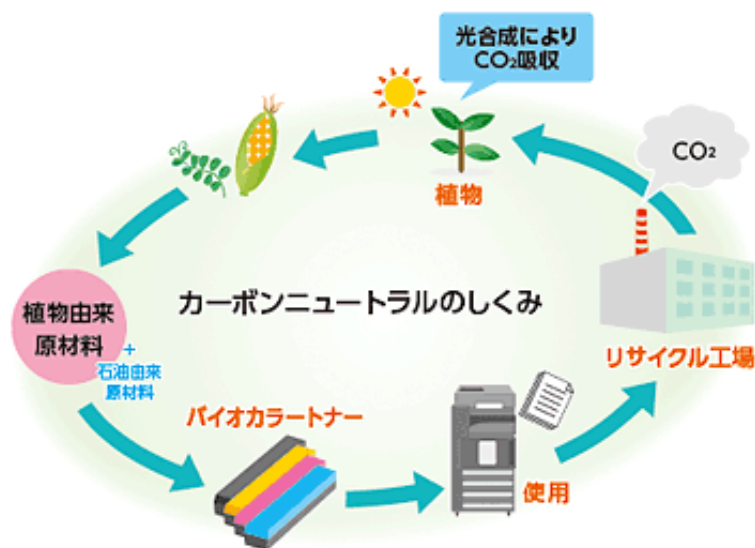 光合成により
CO₂吸収
CO₂
植物
カーボンニュートラルのしくみ
植物由来
原材料
+
石油由来
原材料
リサイクル工場
バイオカラートナー
使用